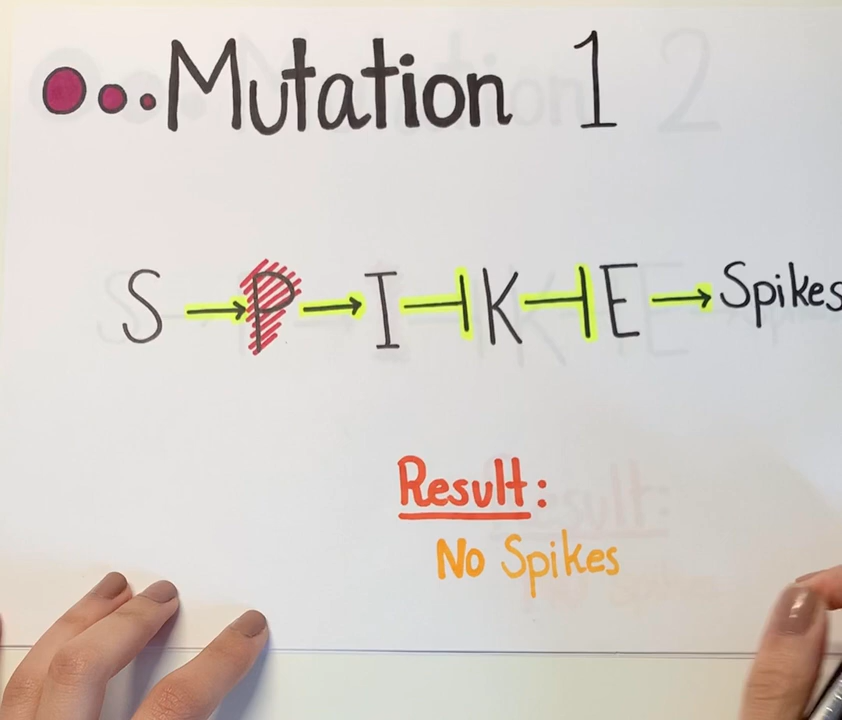 Mutation 1
S → P → I ⊣ K ⊣ E → Spikes
Result:
No Spikes